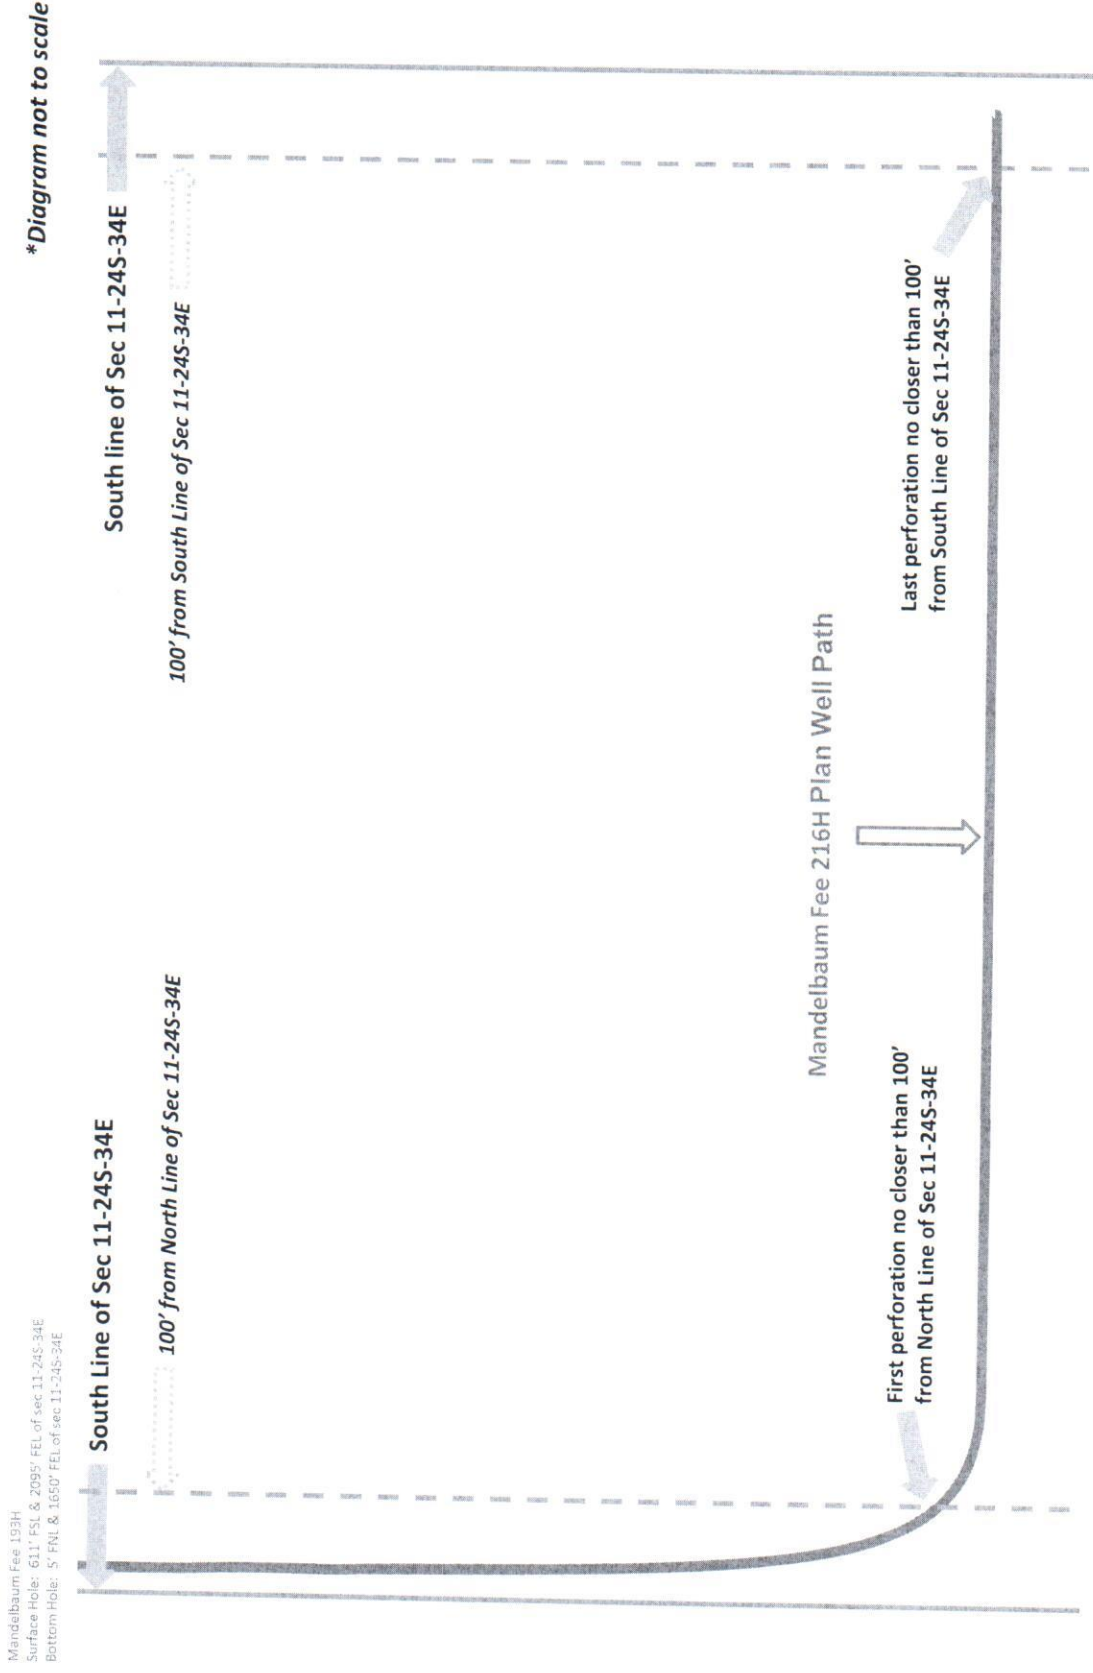 Mandelbaum Fee 193H
Surface Hole: 611' FSL & 2095' FEL of sec 11-24S-34E
Bottom Hole: 5' FNL & 1650' FEL of sec 11-24S-34E
*Diagram not to scale
South Line of Sec 11-24S-34E
South line of Sec 11-24S-34E
100' from North Line of Sec 11-24S-34E
100' from South Line of Sec 11-24S-34E
Mandelbaum Fee 216H Plan Well Path
First perforation no closer than 100'
from North Line of Sec 11-24S-34E
Last perforation no closer than 100'
from South Line of Sec 11-24S-34E